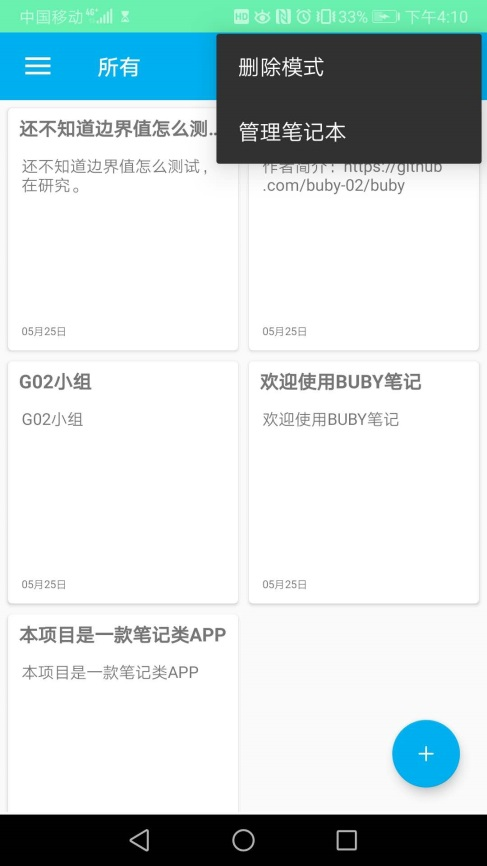 中国移动 4G 33% 下午4:10
所有
删除模式
管理笔记本
还不知道边界值怎么测...
还不知道边界值怎么测试，
在研究。
05月25日
作者简介：https://github
.com/buby-02/buby
05月25日
G02小组
G02小组
05月25日
欢迎使用BUBY笔记
欢迎使用BUBY笔记
05月25日
本项目是一款笔记类APP
本项目是一款笔记类APP